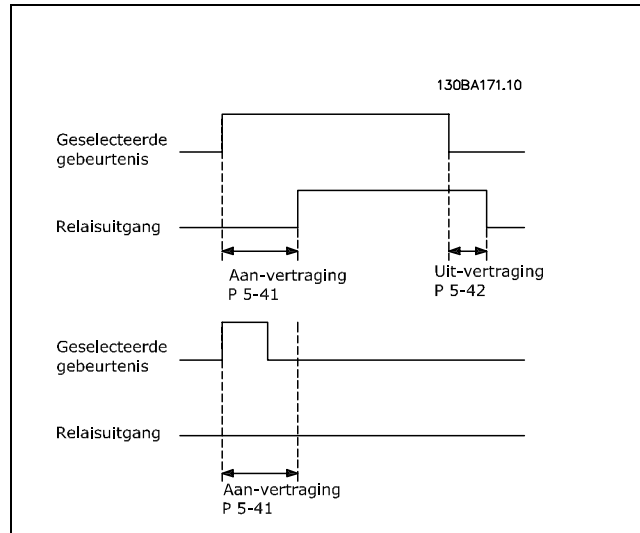 130BA171.10
Geselecteerde
gebeurtenis
Relaisuitgang
Aan-vertraging
P 5-41
Uit-vertraging
P 5-42
Geselecteerde
gebeurtenis
Relaisuitgang
Aan-vertraging
P 5-41